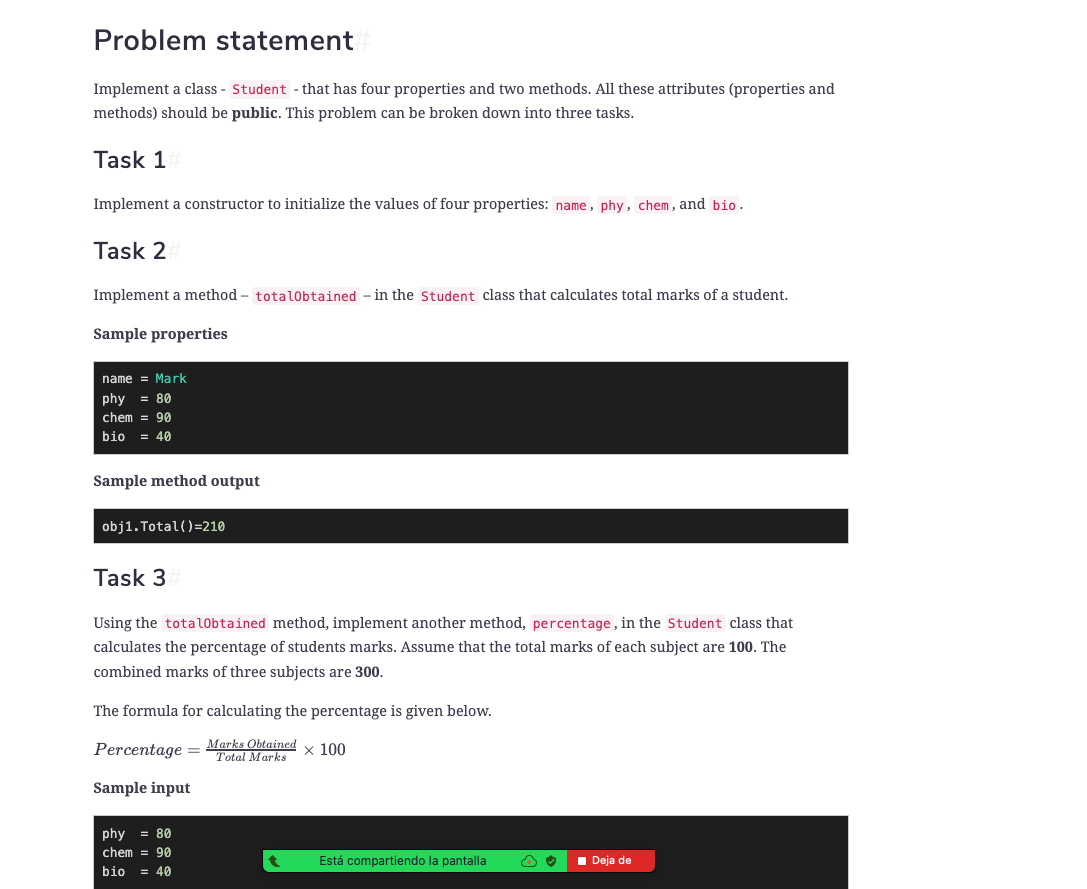 Problem statement#
Implement a class - Student - that has four properties and two methods. All these attributes (properties and
methods) should be public. This problem can be broken down into three tasks.
Task 1#
Implement a constructor to initialize the values of four properties: name, phy, chem, and bio.
Task 2#
Implement a method – totalObtained – in the Student class that calculates total marks of a student.
Sample properties
name = Mark
phy  = 80
chem = 90
bio  = 40
Sample method output
obj1.Total()=210
Task 3#
Using the totalObtained method, implement another method, percentage, in the Student class that
calculates the percentage of students marks. Assume that the total marks of each subject are 100. The
combined marks of three subjects are 300.
The formula for calculating the percentage is given below.
Percentage = Marks Obtained / Total Marks × 100
Sample input
phy  = 80
chem = 90
bio  = 40
Está compartiendo la pantalla
Deja de